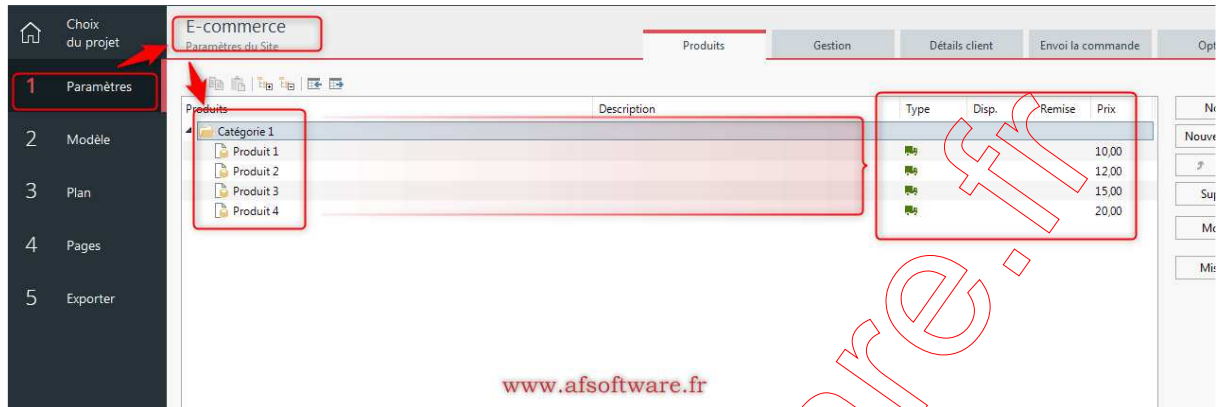 Choix
du projet
E-commerce
Paramètres du Site
Produits Gestion Détails client Envoi la commande
1 Paramètres
Produits Description Type Disp. Remise Prix
Catégorie 1
2 Modèle
Produit 1 10,00
Produit 2 12,00
3 Plan
Produit 3 15,00
Produit 4 20,00
4 Pages
5 Exporter
www.afsoftware.fr
are.fr